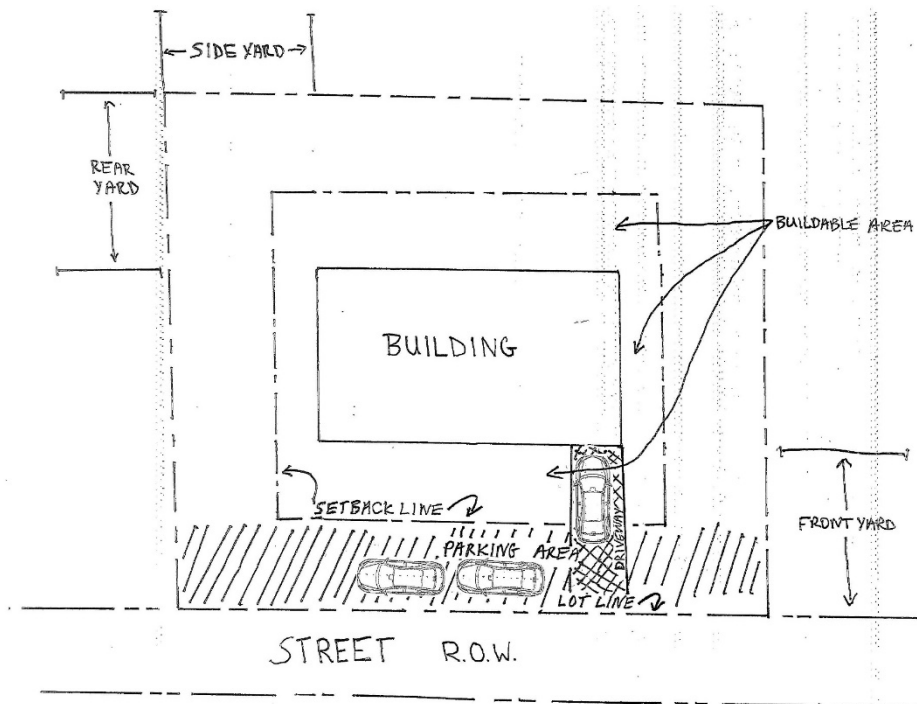 SIDE YARD
REAR
YARD
BUILDABLE AREA
BUILDING
SETBACK LINE
FRONT YARD
PARKING AREA
DRIVEWAY
LOT LINE
STREET R.O.W.